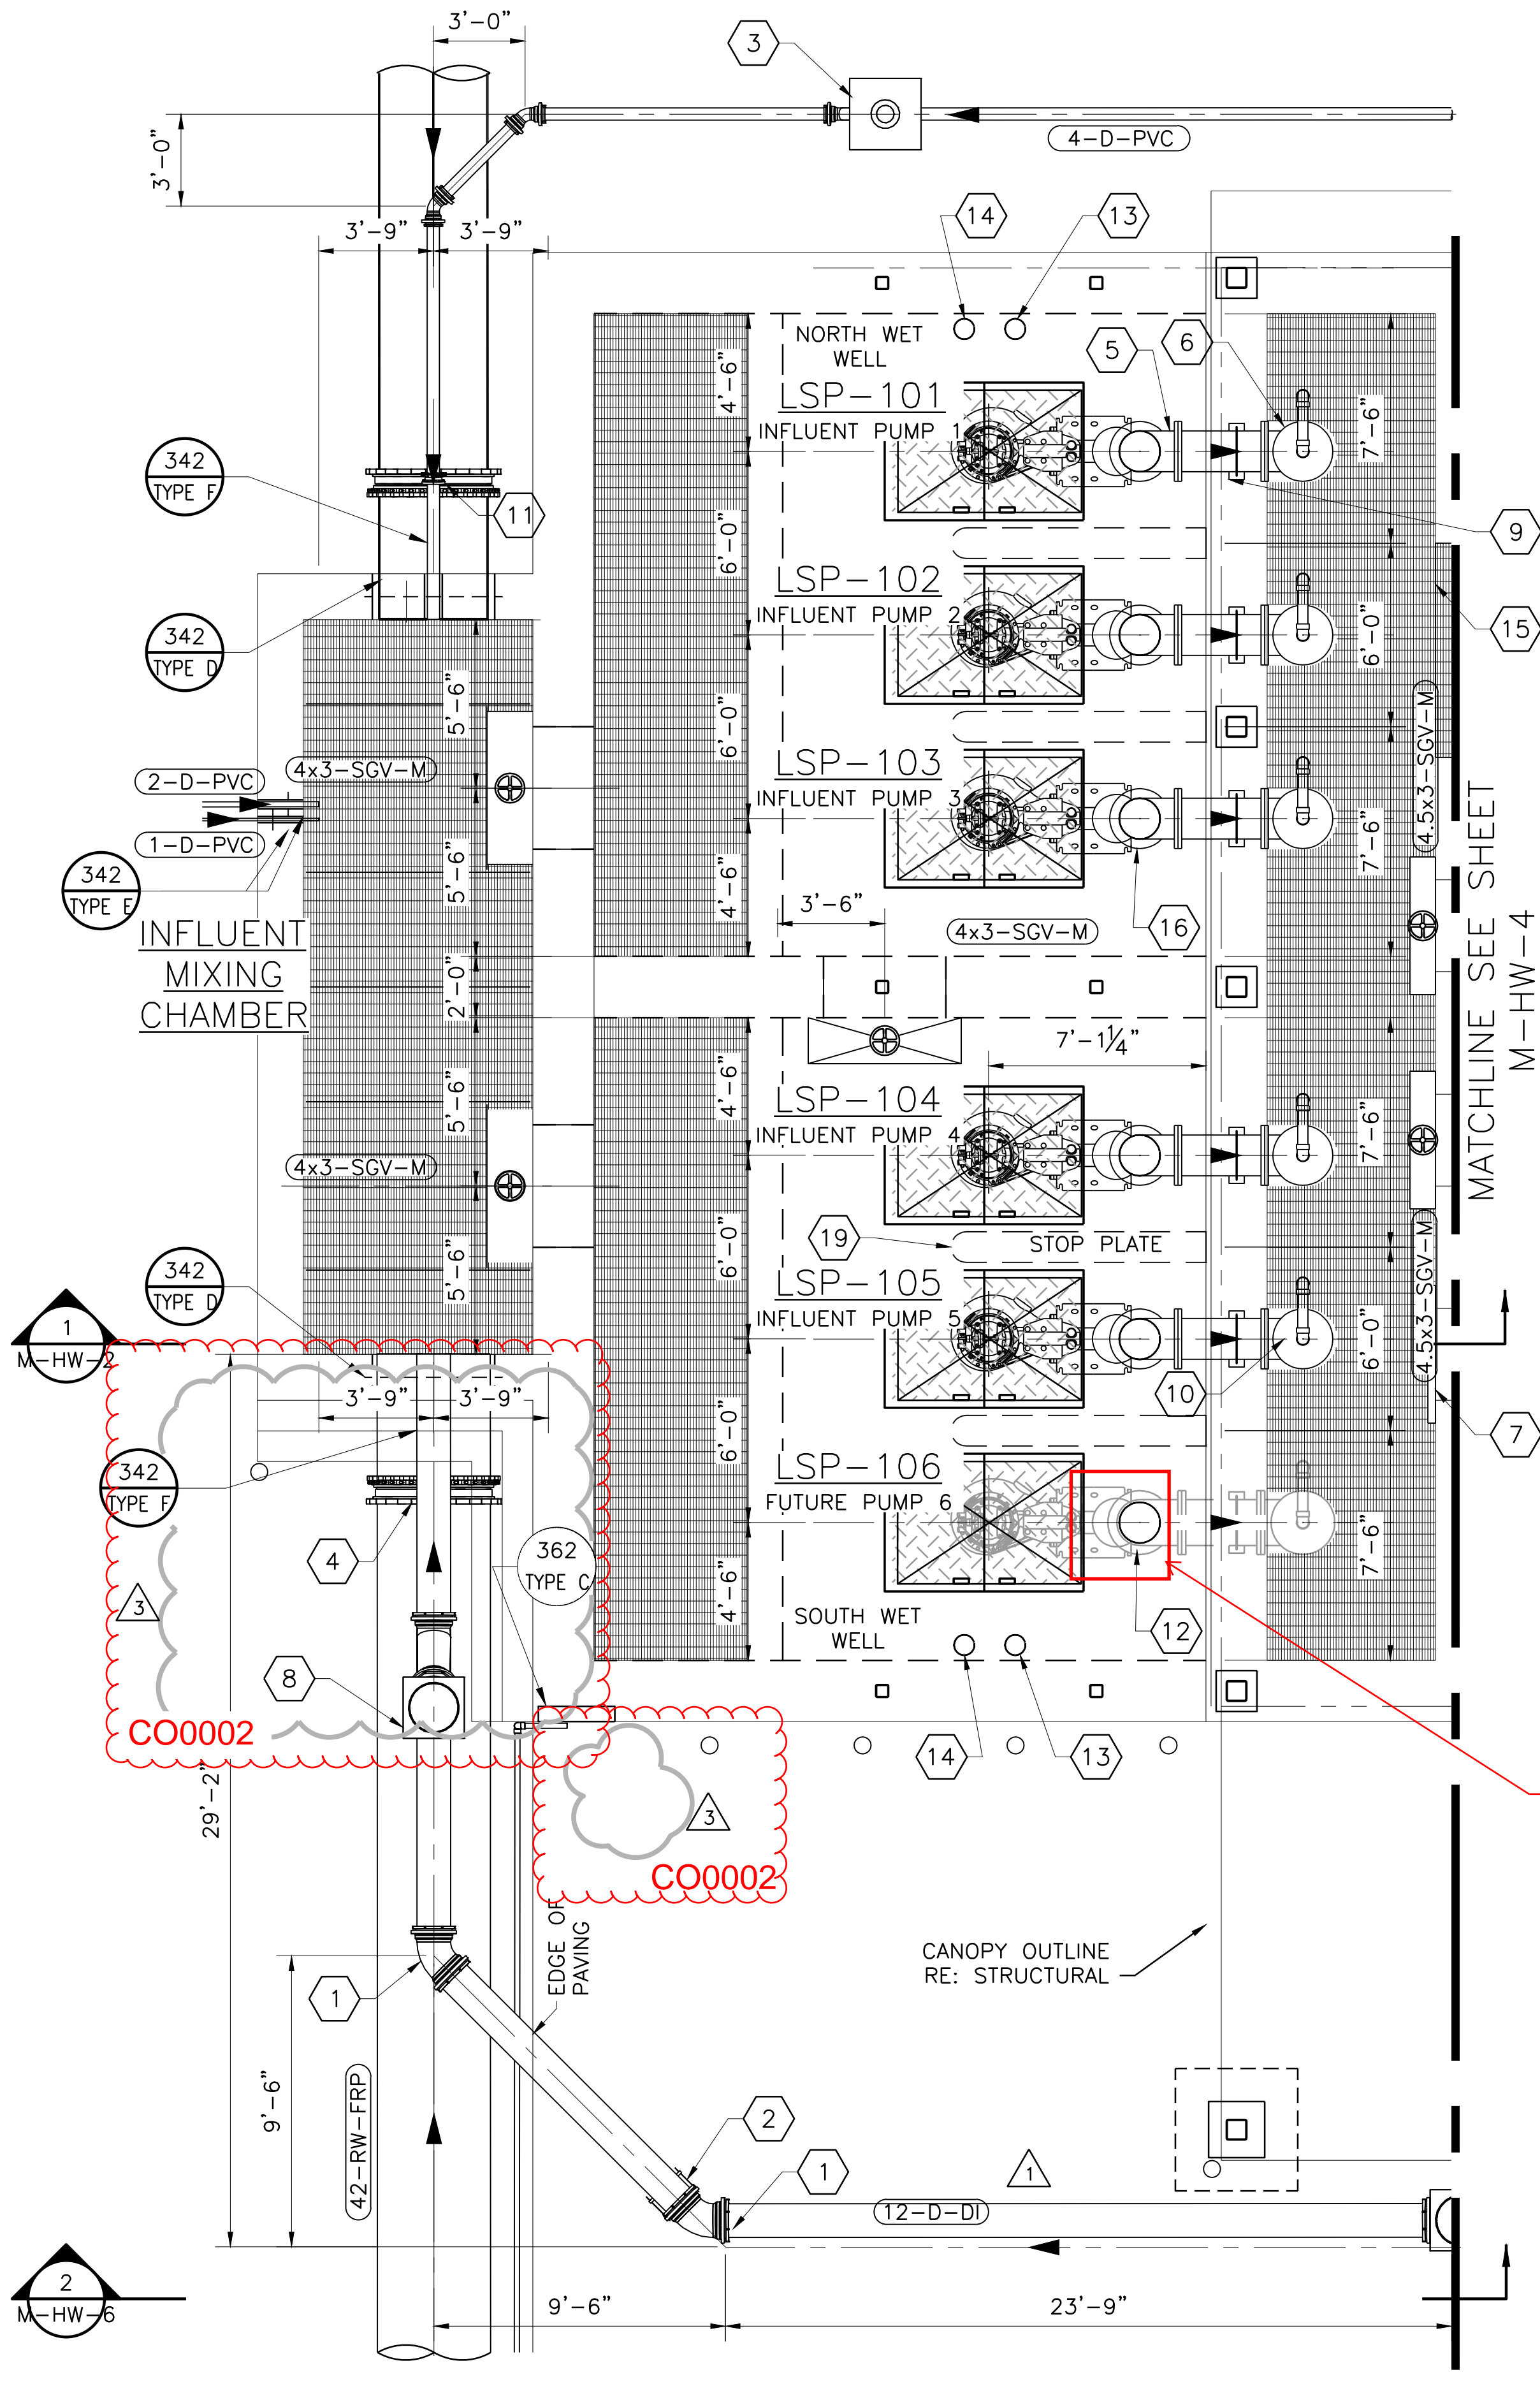 3'-0"
3
4-D-PVC
3'-0"
14
13
3'-9"
3'-9"
NORTH WET
WELL
5
6
LSP-101
INFLUENT PUMP 1
4'-6"
7'-6"
342
TYPE F
11
9
6'-0"
LSP-102
INFLUENT PUMP 2
15
342
TYPE D
6'-0"
5'-6"
6'-0"
4.5x3-SGV-M
LSP-103
INFLUENT PUMP 3
2-D-PVC
4x3-SGV-M
1-D-PVC
5'-6"
4'-6"
7'-6"
342
TYPE E
3'-6"
4x3-SGV-M
16
INFLUENT
MIXING
CHAMBER
2'-0"
MATCHLINE SEE SHEET
M-HW-4
7'-1¼"
4'-6"
LSP-104
INFLUENT PUMP 4
5'-6"
7'-6"
4x3-SGV-M
19
STOP PLATE
6'-0"
342
TYPE D
5'-6"
LSP-105
INFLUENT PUMP 5
4.5x3-SGV-M
6'-0"
1
M-HW-2
3'-9"
3'-9"
10
7
6'-0"
342
TYPE F
LSP-106
FUTURE PUMP 6
4
362
TYPE C
7'-6"
3
4'-6"
SOUTH WET
WELL
12
8
CO0002
14
13
29'-2"
3
CO0002
EDGE OF
PAVING
CANOPY OUTLINE
RE: STRUCTURAL
1
9'-6"
42-RW-FRP
2
1
1
12-D-DI
2
M-HW-6
9'-6"
23'-9"